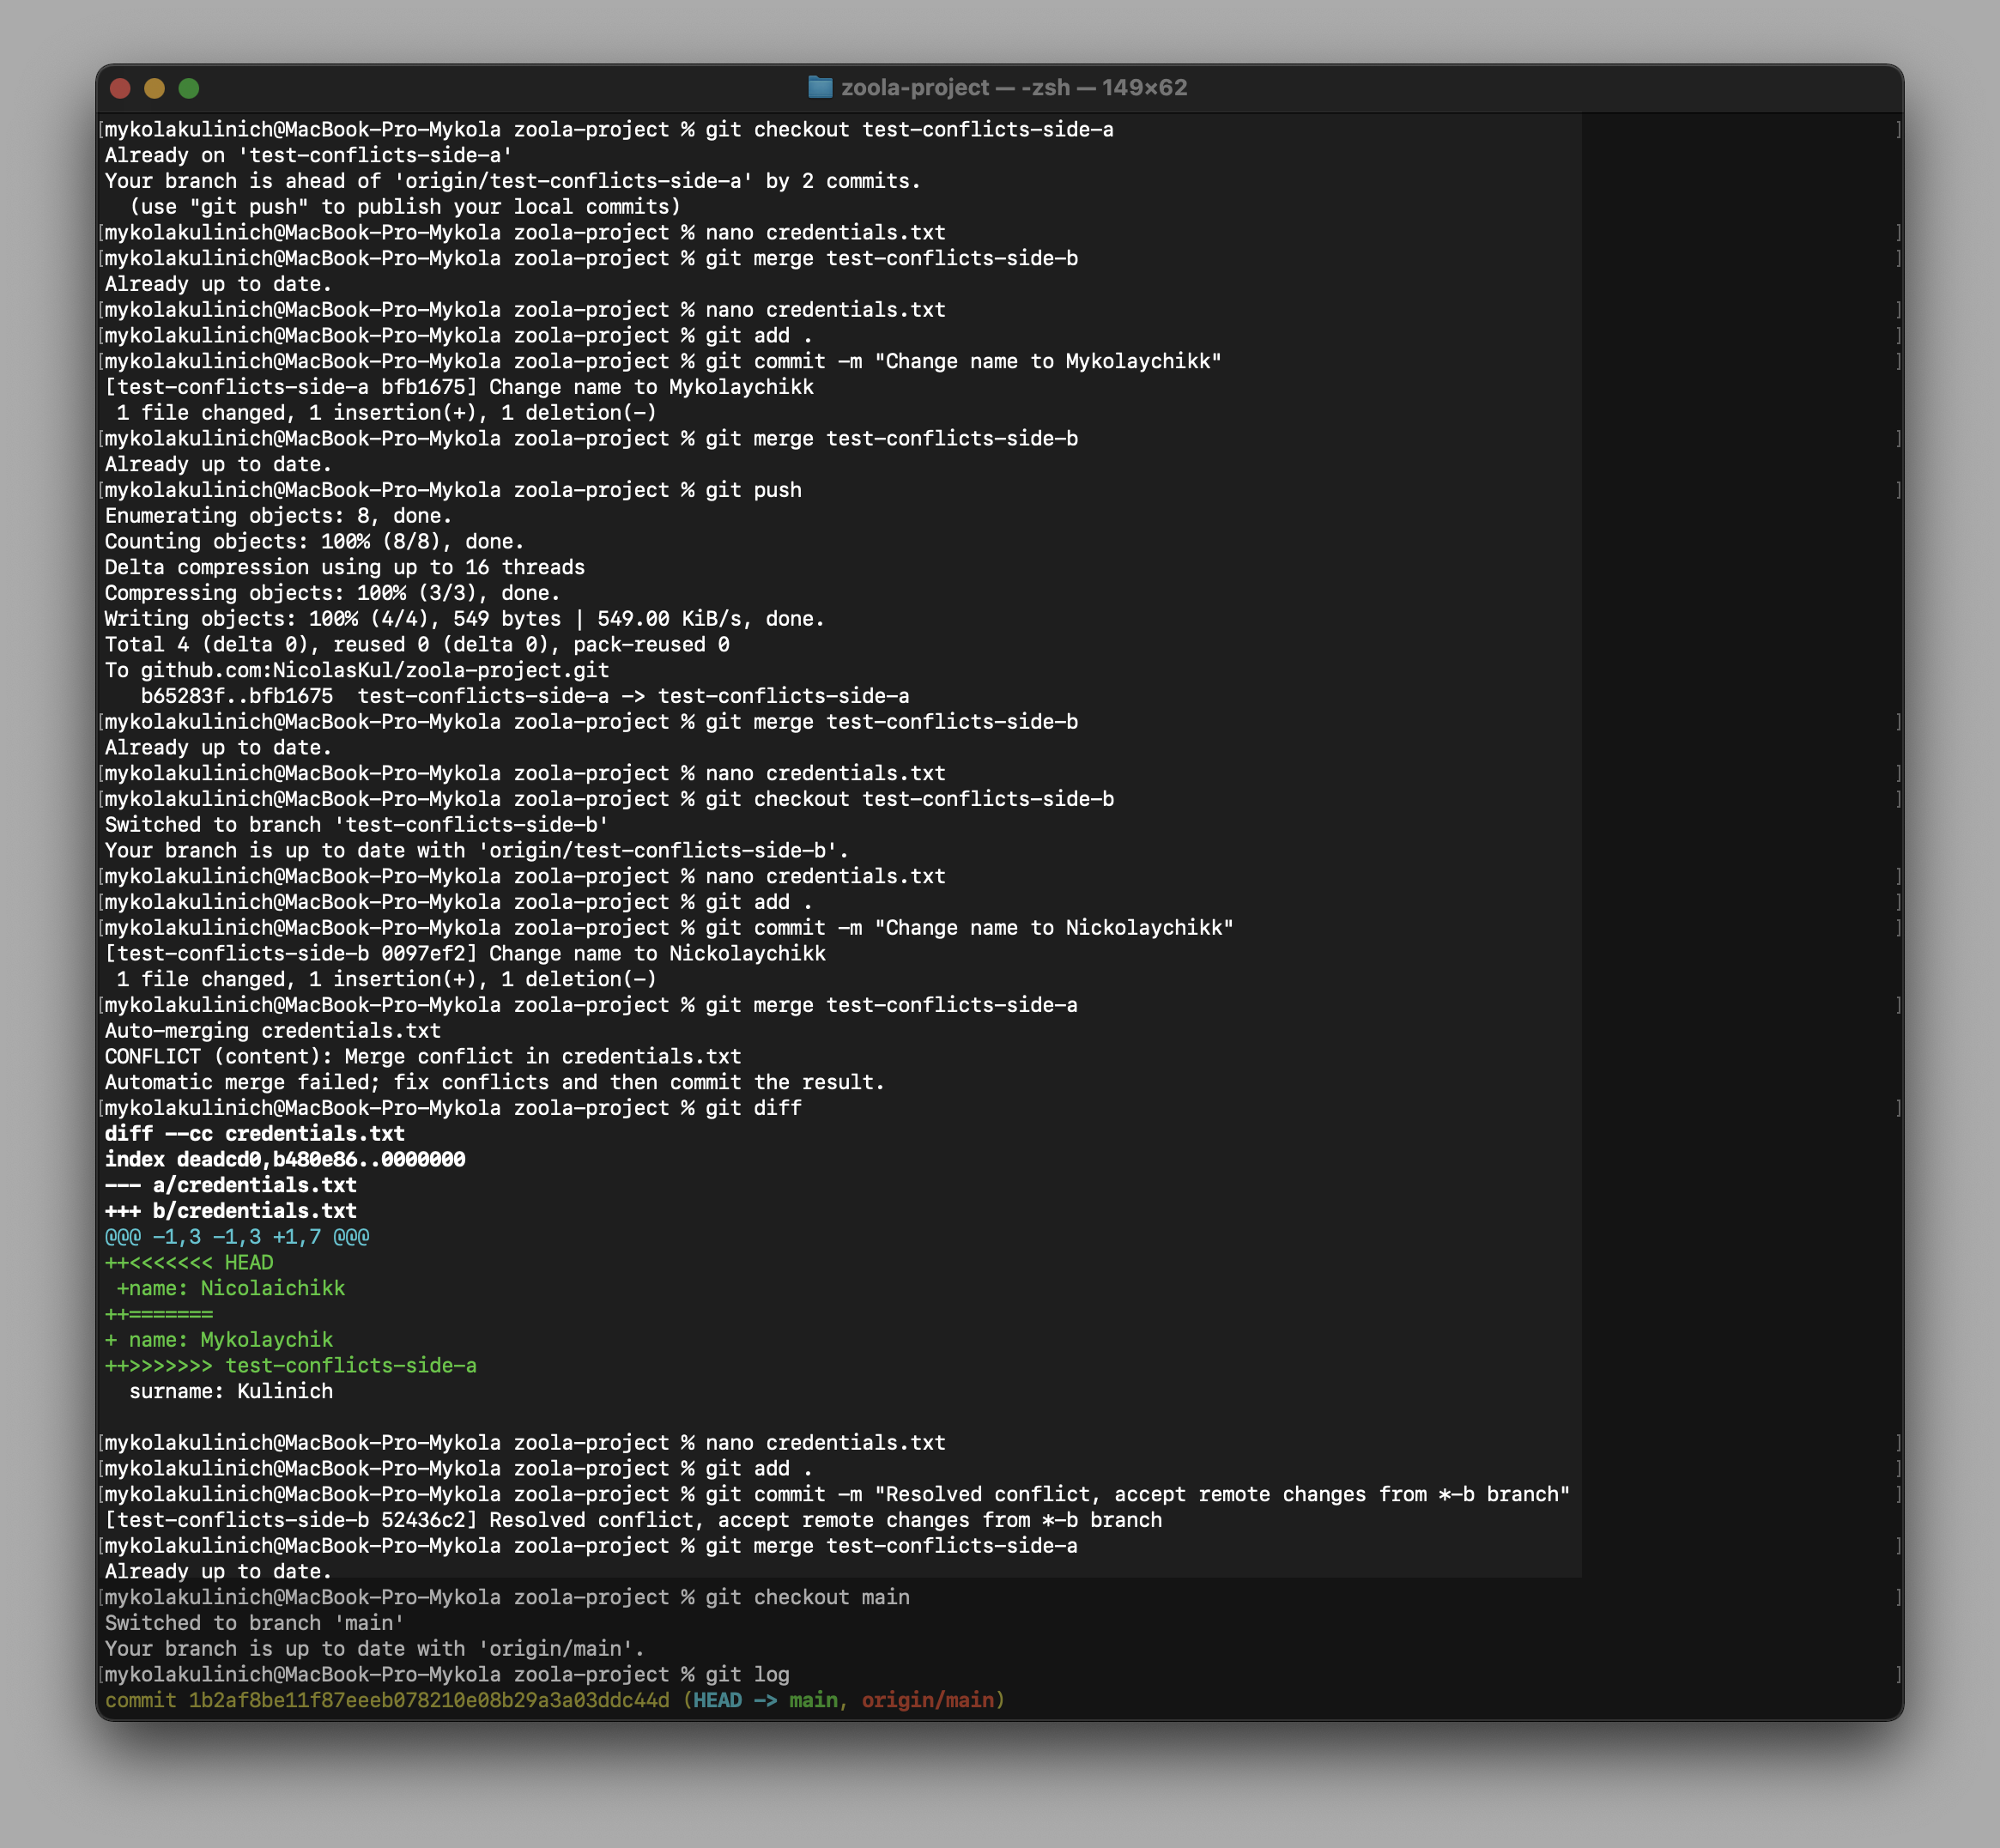 zoola-project — -zsh — 149×62
[mykolakulinich@MacBook-Pro-Mykola zoola-project % git checkout test-conflicts-side-a ]
Already on 'test-conflicts-side-a'
Your branch is ahead of 'origin/test-conflicts-side-a' by 2 commits.
  (use "git push" to publish your local commits)
[mykolakulinich@MacBook-Pro-Mykola zoola-project % nano credentials.txt ]
[mykolakulinich@MacBook-Pro-Mykola zoola-project % git merge test-conflicts-side-b ]
Already up to date.
[mykolakulinich@MacBook-Pro-Mykola zoola-project % nano credentials.txt ]
[mykolakulinich@MacBook-Pro-Mykola zoola-project % git add . ]
[mykolakulinich@MacBook-Pro-Mykola zoola-project % git commit -m "Change name to Mykolaychikk" ]
[test-conflicts-side-a bfb1675] Change name to Mykolaychikk
 1 file changed, 1 insertion(+), 1 deletion(-)
[mykolakulinich@MacBook-Pro-Mykola zoola-project % git merge test-conflicts-side-b ]
Already up to date.
[mykolakulinich@MacBook-Pro-Mykola zoola-project % git push ]
Enumerating objects: 8, done.
Counting objects: 100% (8/8), done.
Delta compression using up to 16 threads
Compressing objects: 100% (3/3), done.
Writing objects: 100% (4/4), 549 bytes | 549.00 KiB/s, done.
Total 4 (delta 0), reused 0 (delta 0), pack-reused 0
To github.com:NicolasKul/zoola-project.git
   b65283f..bfb1675  test-conflicts-side-a -> test-conflicts-side-a
[mykolakulinich@MacBook-Pro-Mykola zoola-project % git merge test-conflicts-side-b ]
Already up to date.
[mykolakulinich@MacBook-Pro-Mykola zoola-project % nano credentials.txt ]
[mykolakulinich@MacBook-Pro-Mykola zoola-project % git checkout test-conflicts-side-b ]
Switched to branch 'test-conflicts-side-b'
Your branch is up to date with 'origin/test-conflicts-side-b'.
[mykolakulinich@MacBook-Pro-Mykola zoola-project % nano credentials.txt ]
[mykolakulinich@MacBook-Pro-Mykola zoola-project % git add . ]
[mykolakulinich@MacBook-Pro-Mykola zoola-project % git commit -m "Change name to Nickolaychikk" ]
[test-conflicts-side-b 0097ef2] Change name to Nickolaychikk
 1 file changed, 1 insertion(+), 1 deletion(-)
[mykolakulinich@MacBook-Pro-Mykola zoola-project % git merge test-conflicts-side-a ]
Auto-merging credentials.txt
CONFLICT (content): Merge conflict in credentials.txt
Automatic merge failed; fix conflicts and then commit the result.
[mykolakulinich@MacBook-Pro-Mykola zoola-project % git diff ]
diff --cc credentials.txt
index deadcd0,b480e86..0000000
--- a/credentials.txt
+++ b/credentials.txt
@@@ -1,3 -1,3 +1,7 @@@
++<<<<<<< HEAD
 +name: Nicolaichikk
++=======
+ name: Mykolaychik
++>>>>>>> test-conflicts-side-a
  surname: Kulinich
[mykolakulinich@MacBook-Pro-Mykola zoola-project % nano credentials.txt ]
[mykolakulinich@MacBook-Pro-Mykola zoola-project % git add . ]
[mykolakulinich@MacBook-Pro-Mykola zoola-project % git commit -m "Resolved conflict, accept remote changes from *-b branch" ]
[test-conflicts-side-b 52436c2] Resolved conflict, accept remote changes from *-b branch
[mykolakulinich@MacBook-Pro-Mykola zoola-project % git merge test-conflicts-side-a ]
Already up to date.
[mykolakulinich@MacBook-Pro-Mykola zoola-project % git checkout main ]
Switched to branch 'main'
Your branch is up to date with 'origin/main'.
[mykolakulinich@MacBook-Pro-Mykola zoola-project % git log ]
commit 1b2af8be11f87eeeb078210e08b29a3a03ddc44d (HEAD -> main, origin/main)